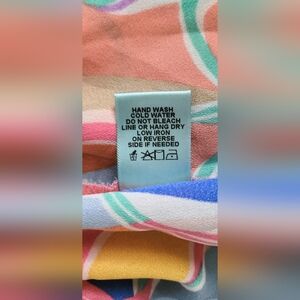 HAND WASH
COLD WATER
DO NOT BLEACH
LINE OR HANG DRY
LOW IRON
ON REVERSE
SIDE IF NEEDED